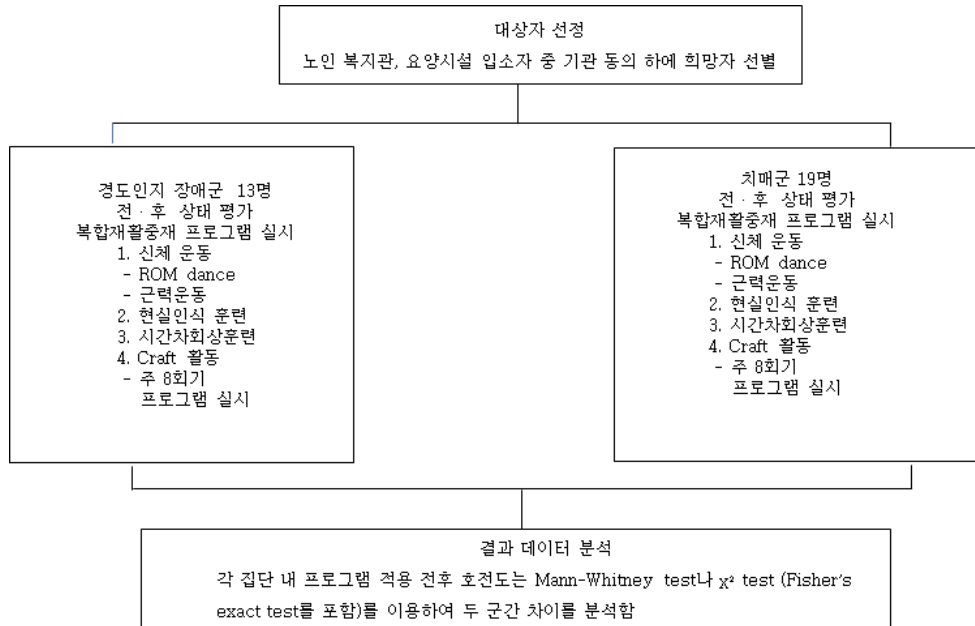 대상자 선정
노인 복지관, 요양시설 입소자 중 기관 동의 하에 희망자 선별
경도인지 장애군 13명
전 · 후 상태 평가
복합재활중재 프로그램 실시
1. 신체 운동
- ROM dance
- 근력운동
2. 현실인식 훈련
3. 시간차회상훈련
4. Craft 활동
- 주 8회기
프로그램 실시
치매군 19명
전 · 후 상태 평가
복합재활중재 프로그램 실시
1. 신체 운동
- ROM dance
- 근력운동
2. 현실인식 훈련
3. 시간차회상훈련
4. Craft 활동
- 주 8회기
프로그램 실시
결과 데이터 분석
각 집단 내 프로그램 적용 전후 호전도는 Mann-Whitney test나 χ² test (Fisher's
exact test를 포함)를 이용하여 두 군간 차이를 분석함